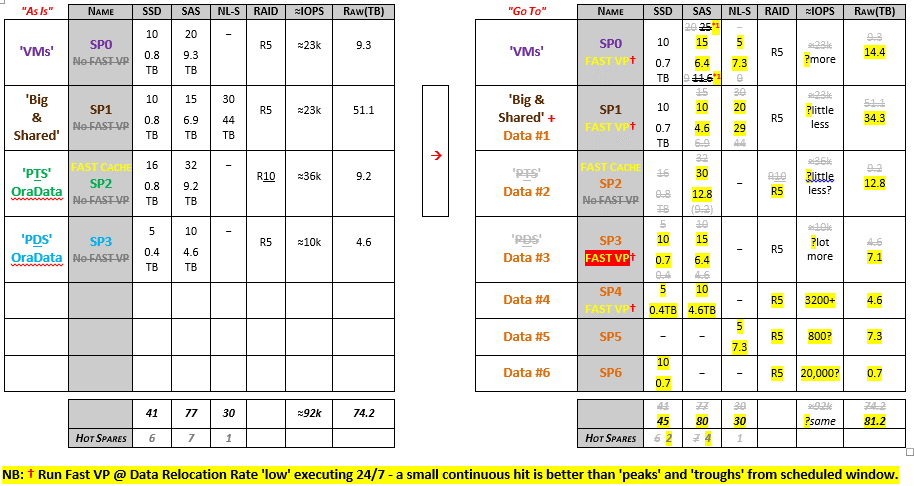 "As Is" NAME SSD SAS NL-S RAID ≈IOPS RAW(TB)
'VMs' SP0 No FAST VP 10 0.8 TB 20 9.3 TB – R5 ≈23k 9.3
'Big & Shared' SP1 No FAST VP 10 0.8 TB 15 6.9 TB 30 44 TB R5 ≈23k 51.1
'PTS' OraData FAST CACHE SP2 No FAST VP 16 0.8 TB 32 9.2 TB – R10 ≈36k 9.2
'PDS' OraData SP3 No FAST VP 5 0.4 TB 10 4.6 TB – R5 ≈10k 4.6
41 77 30 ≈92k 74.2
HOT SPARES 6 7 1
→
"Go To" NAME SSD SAS NL-S RAID ≈IOPS RAW(TB)
'VMs' SP0 FAST VP† 10 0.7 TB 20 25*1 15 6.4 9 11.6*1 – 5 7.3 0 R5 ≈23k ?more 9.3 14.4
'Big & Shared' + Data #1 SP1 FAST VP† 10 0.7 TB 15 10 4.6 6.9 30 20 29 44 R5 ≈23k ?little less 51.1 34.3
'PTS' Data #2 FAST CACHE SP2 No FAST VP 16 0.8 TB 32 30 12.8 (9.2) – R10 R5 ≈36k ?little less? 9.2 12.8
'PDS' Data #3 SP3 FAST VP† 5 10 0.7 0.4 10 15 6.4 4.6 – R5 ≈10k ?lot more 4.6 7.1
Data #4 SP4 FAST VP† 5 0.4TB 10 4.6TB – R5 3200+ 4.6
Data #5 SP5 – – 5 7.3 R5 800? 7.3
Data #6 SP6 10 0.7 – – R5 20,000? 0.7
41 45 77 80 30 30 ≈92k ?same 74.2 81.2
HOT SPARES 6 2 7 4 1
NB: † Run Fast VP @ Data Relocation Rate 'low' executing 24/7 - a small continuous hit is better than 'peaks' and 'troughs' from scheduled window.